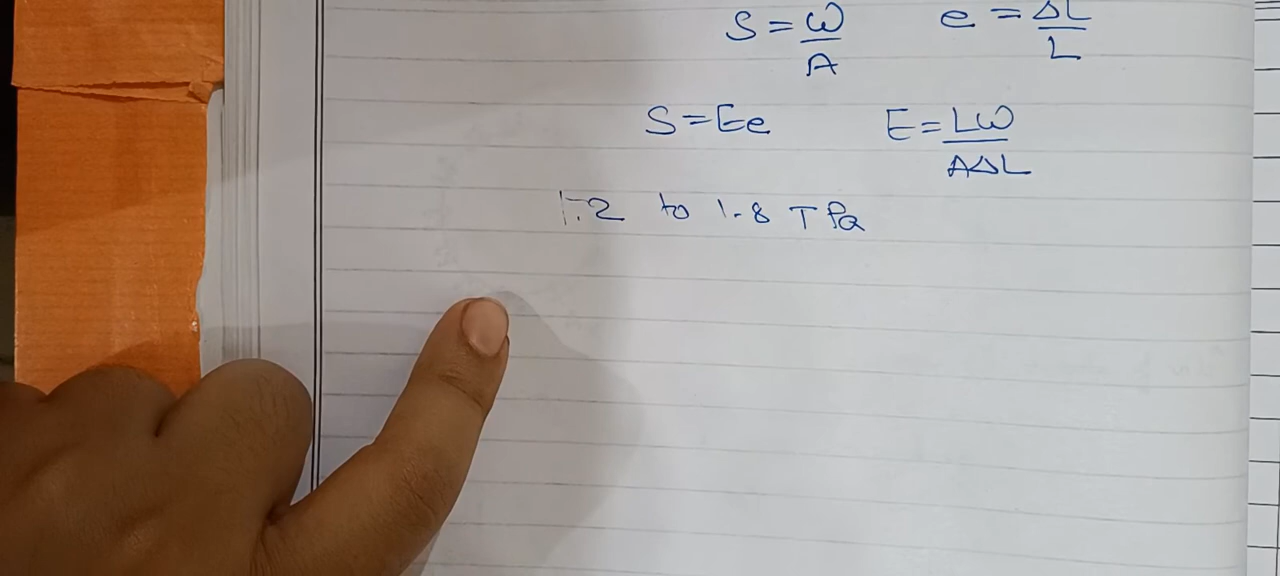 S = W/A e = ΔL/L
S = Ee E = LW/AΔL
1.2 to 1.8 TPa